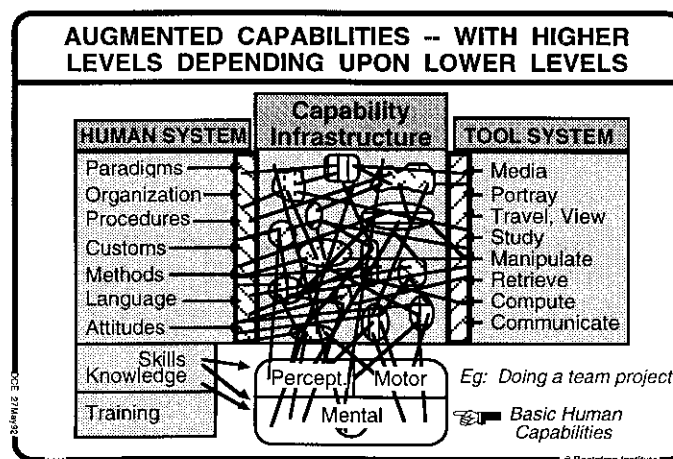 AUGMENTED CAPABILITIES -- WITH HIGHER
LEVELS DEPENDING UPON LOWER LEVELS
Capability
Infrastructure
HUMAN SYSTEM
TOOL SYSTEM
Paradigms
Organization
Procedures
Customs
Methods
Language
Attitudes
Media
Portray
Travel, View
Study
Manipulate
Retrieve
Compute
Communicate
Skills
Knowledge
Training
Percept.
Motor
Mental
Eg: Doing a team project
Basic Human
Capabilities
DCE 27May92